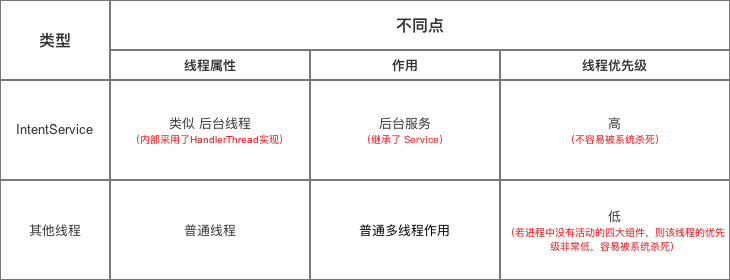 类型
不同点
线程属性
作用
线程优先级
IntentService
类似 后台线程
（内部采用了HandlerThread实现）
后台服务
（继承了 Service）
高
（不容易被系统杀死）
其他线程
普通线程
普通多线程作用
低
（若进程中没有活动的四大组件，则该线程的优先
级非常低，容易被系统杀死）